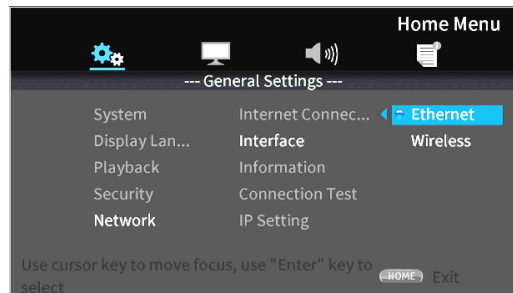 Home Menu
--- General Settings ---
System Internet Connec... Ethernet
Display Lan... Interface Wireless
Playback Information
Security Connection Test
Network IP Setting
Use cursor key to move focus, use "Enter" key to
select
HOME Exit